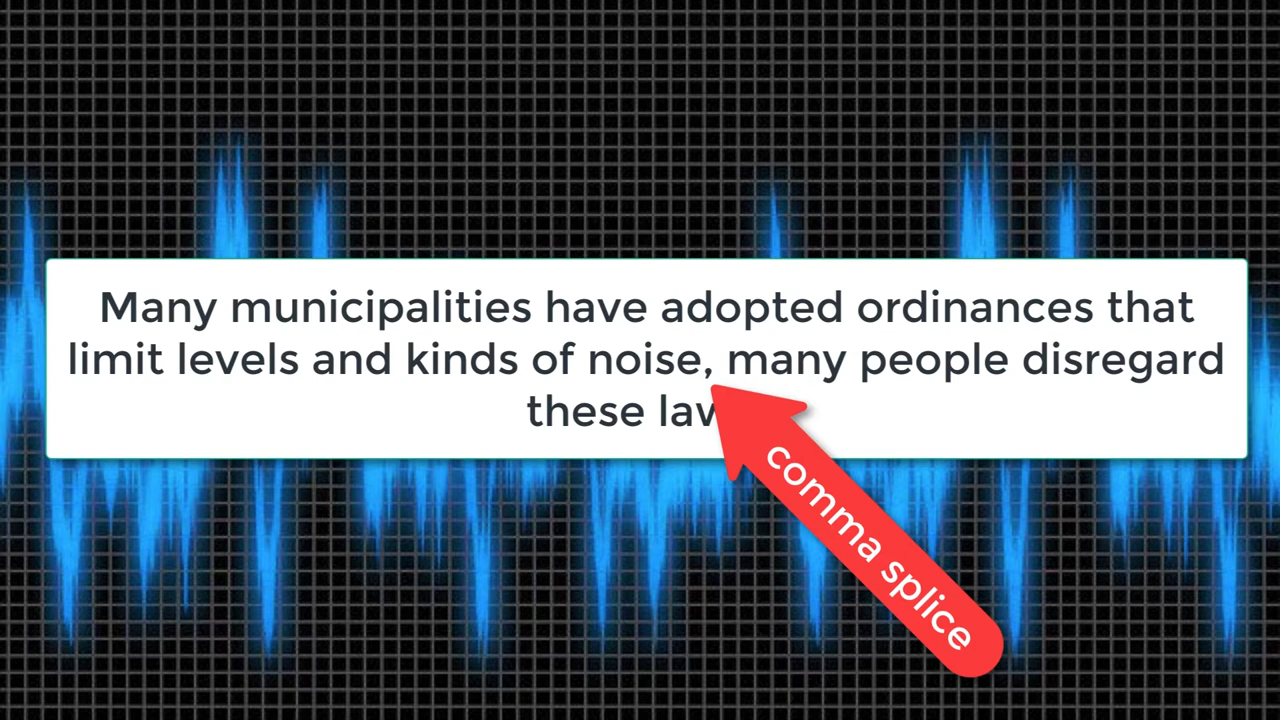 Many municipalities have adopted ordinances that
limit levels and kinds of noise, many people disregard
these
comma splice